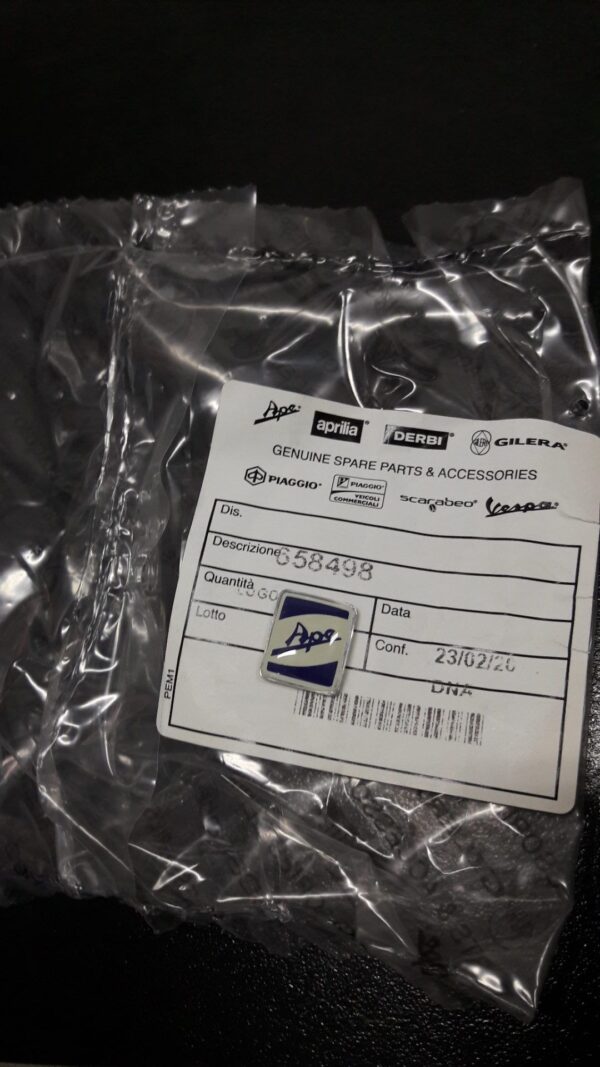 Ape® aprilia® DERBI® GILERA®
GENUINE SPARE PARTS & ACCESSORIES
PIAGGIO® PIAGGIO® VEICOLI COMMERCIALI scarabeo® Vespa®
Dis.
658498
Descrizione
Quantità
Data
Lotto
Conf. 23/02/20
DNA
Ape
PEM1